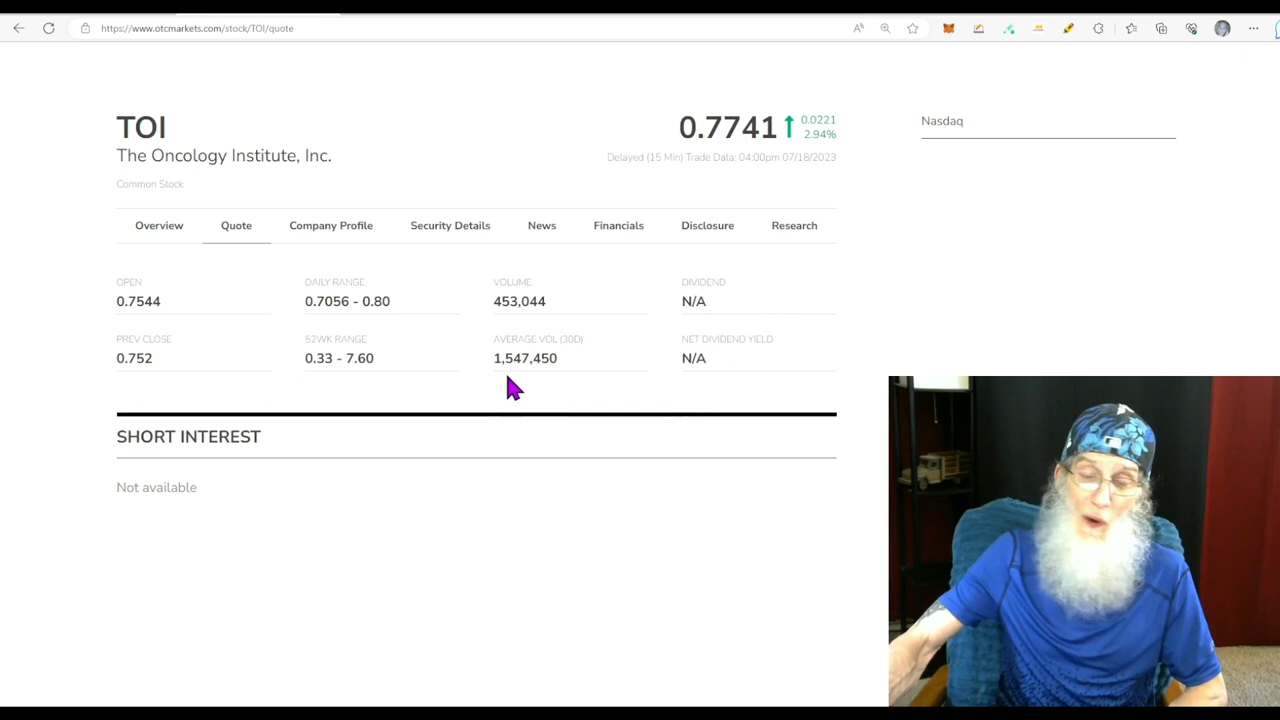 https://www.otcmarkets.com/stock/TOI/quote
TOI
0.7741
0.0221
2.94%
The Oncology Institute, Inc.
Delayed (15 Min) Trade Data: 04:00pm 07/18/2023
Common Stock
Nasdaq
Overview Quote Company Profile Security Details News Financials Disclosure Research
OPEN DAILY RANGE VOLUME DIVIDEND
0.7544 0.7056 - 0.80 453,044 N/A
PREV CLOSE 52WK RANGE AVERAGE VOL (30D) NET DIVIDEND YIELD
0.752 0.33 - 7.60 1,547,450 N/A
SHORT INTEREST
Not available